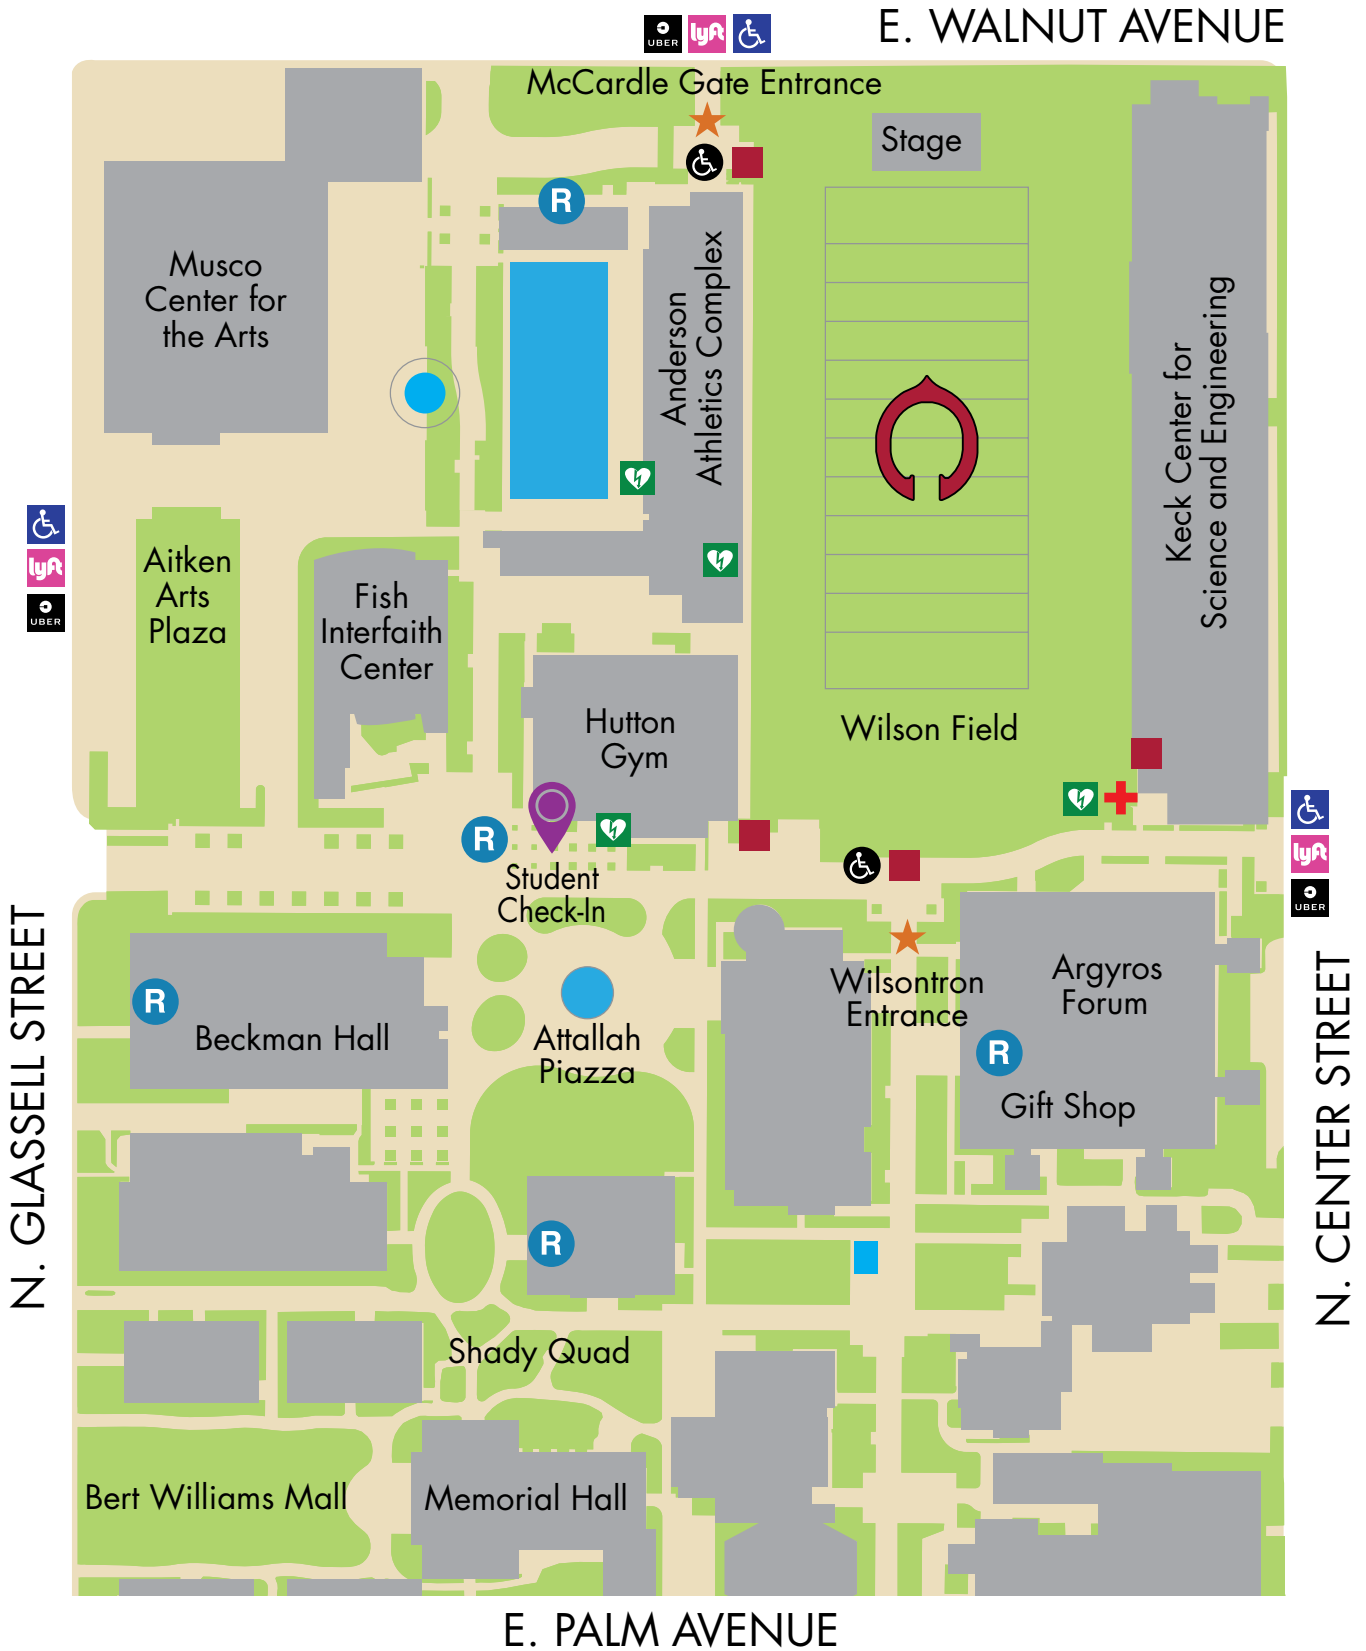 E. WALNUT AVENUE
UBER
lyft
McCardle Gate Entrance
Stage
R
Musco
Center for
the Arts
Anderson
Athletics Complex
Keck Center for
Science and Engineering
lyft
UBER
Aitken
Arts
Plaza
Fish
Interfaith
Center
Hutton
Gym
Wilson Field
R
Student
Check-In
lyft
UBER
N. GLASSELL STREET
R
Beckman Hall
Attallah
Piazza
Wilsontron
Entrance
Argyros
Forum
R
Gift Shop
N. CENTER STREET
R
Shady Quad
Bert Williams Mall
Memorial Hall
E. PALM AVENUE